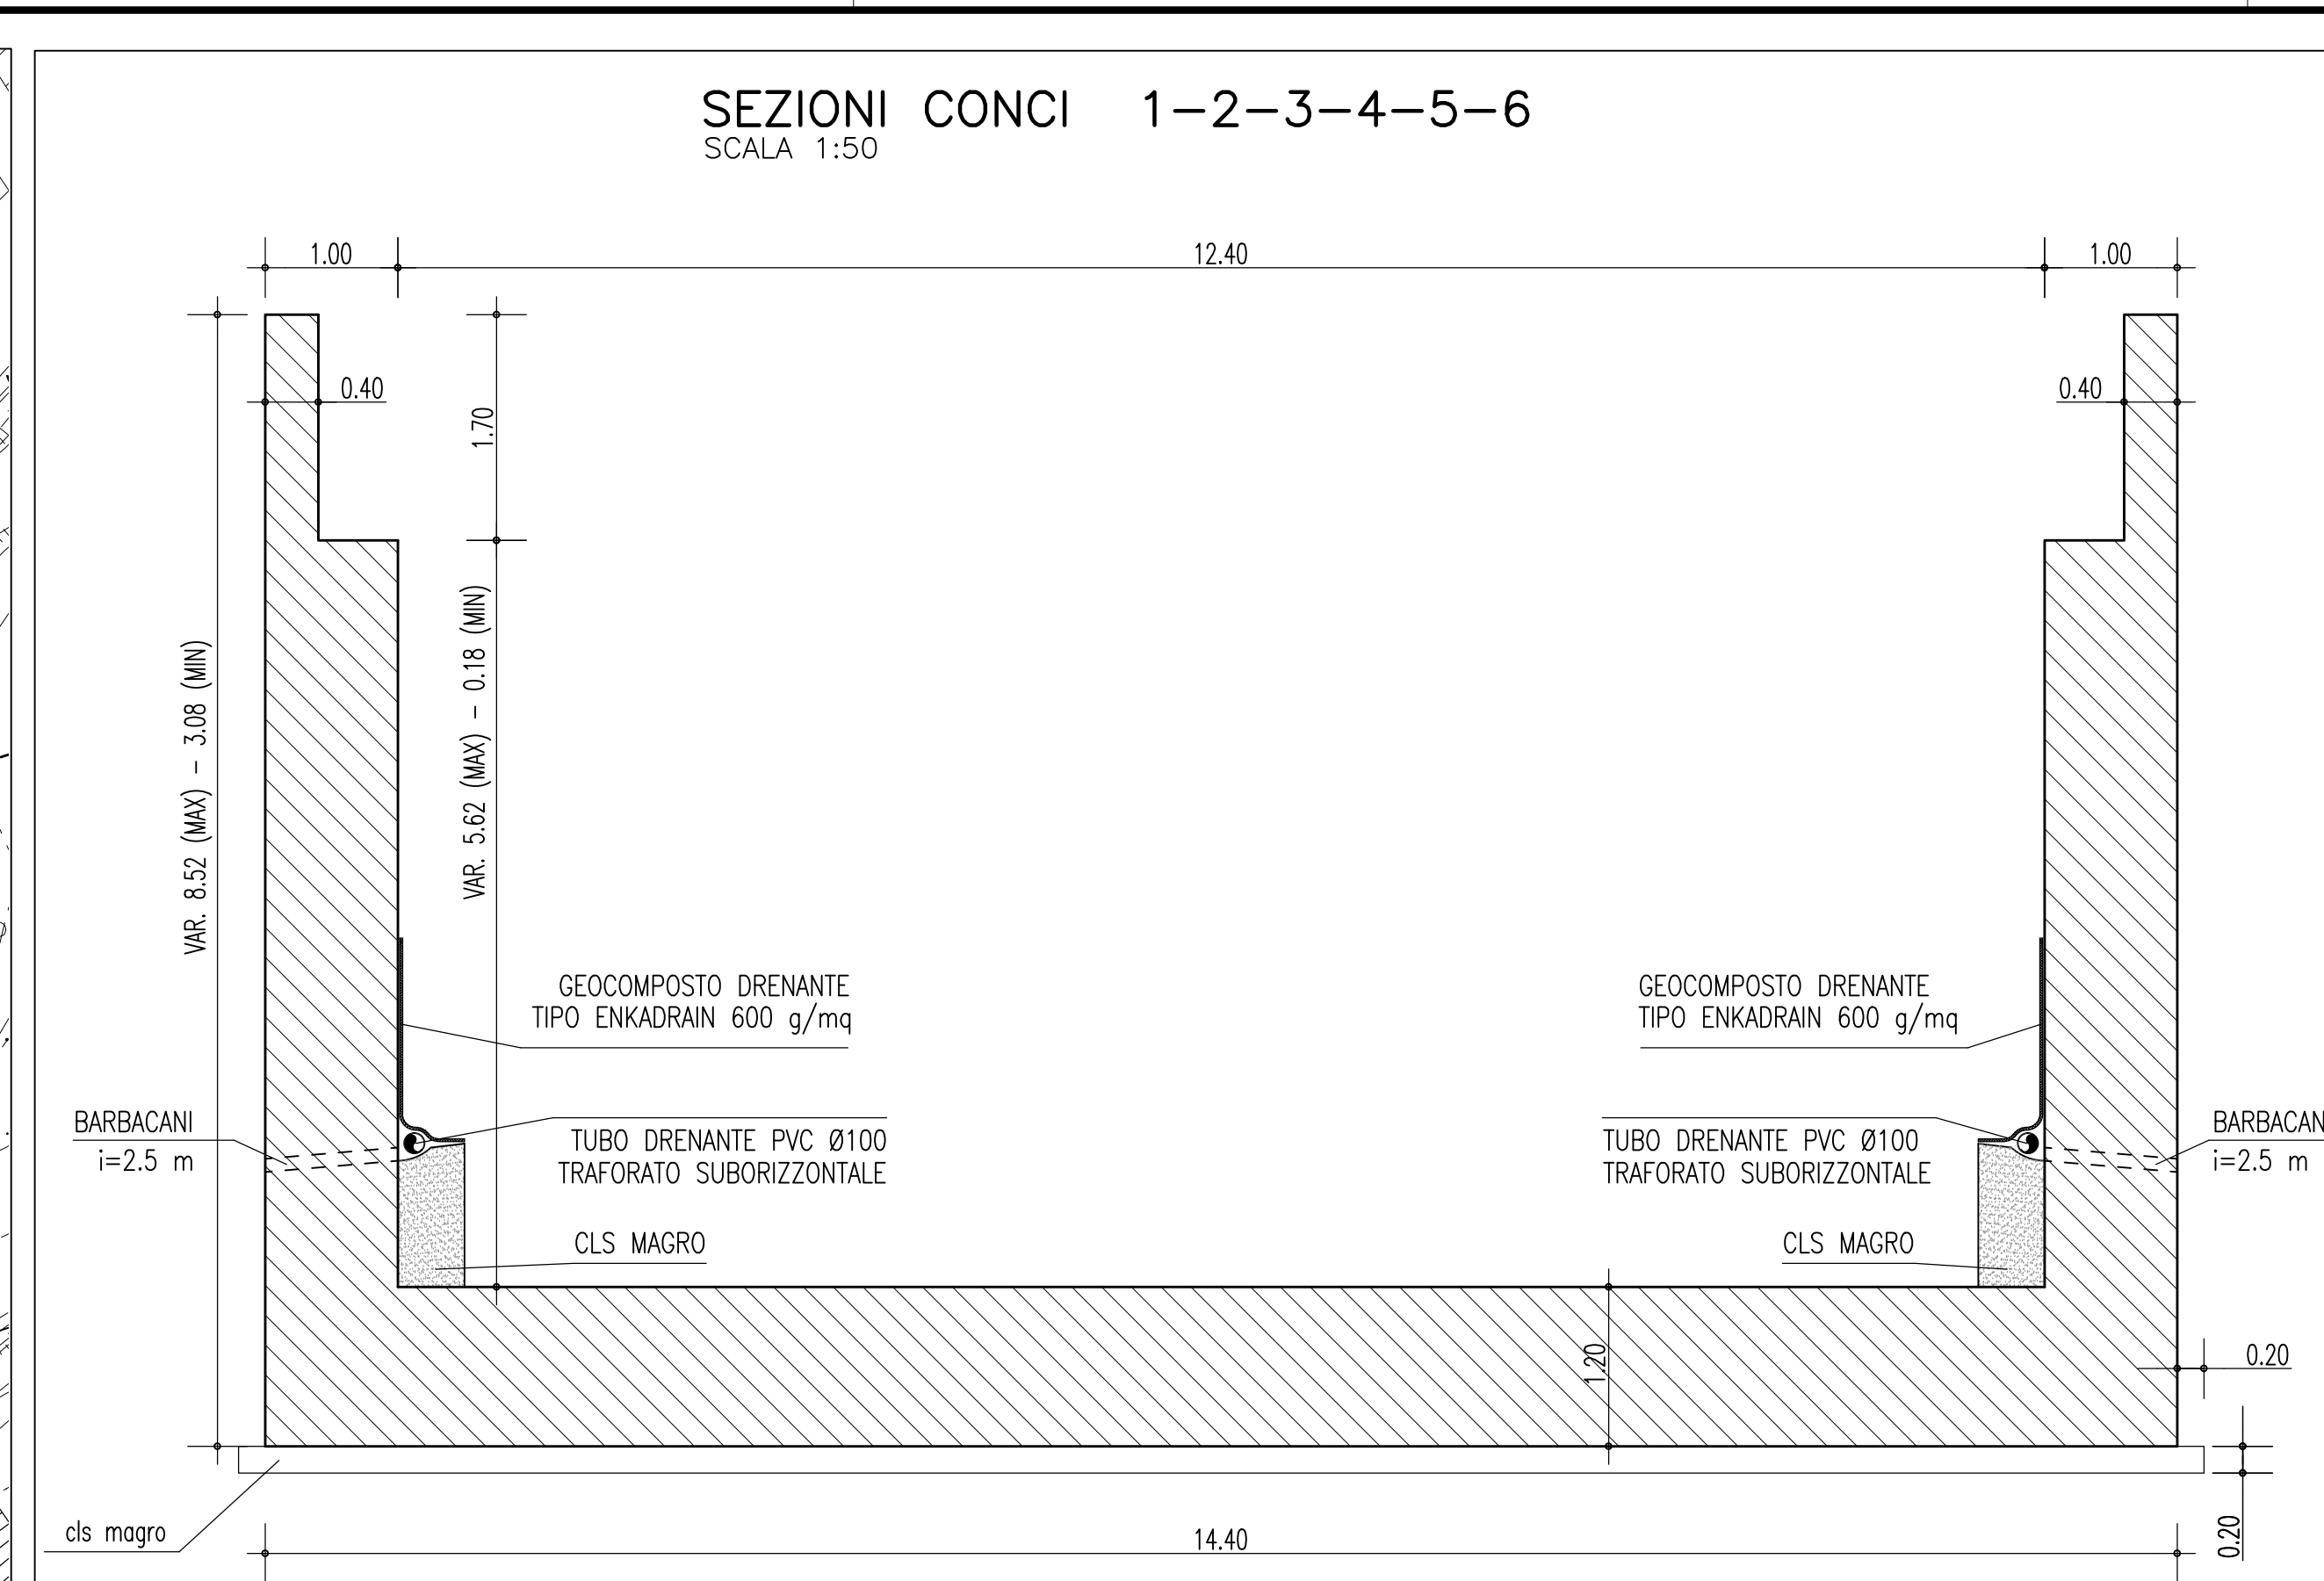 SEZIONI CONCI 1-2-3-4-5-6
SCALA 1:50
1.00
12.40
1.00
0.40
0.40
1.70
VAR. 8.52 (MAX) - 3.08 (MIN)
VAR. 5.62 (MAX) - 0.18 (MIN)
GEOCOMPOSTO DRENANTE
TIPO ENKADRAIN 600 g/mq
GEOCOMPOSTO DRENANTE
TIPO ENKADRAIN 600 g/mq
BARBACANI
i=2.5 m
TUBO DRENANTE PVC Ø100
TRAFORATO SUBORIZZONTALE
TUBO DRENANTE PVC Ø100
TRAFORATO SUBORIZZONTALE
BARBACAN
i=2.5 m
CLS MAGRO
CLS MAGRO
1.20
0.20
cls magro
14.40
0.20